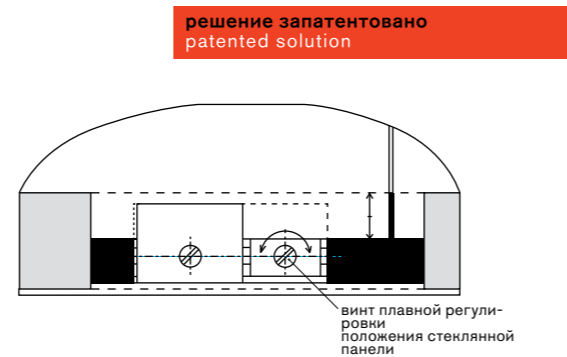 решение запатентовано
patented solution
винт плавной регули-
ровки
положения стеклянной
панели